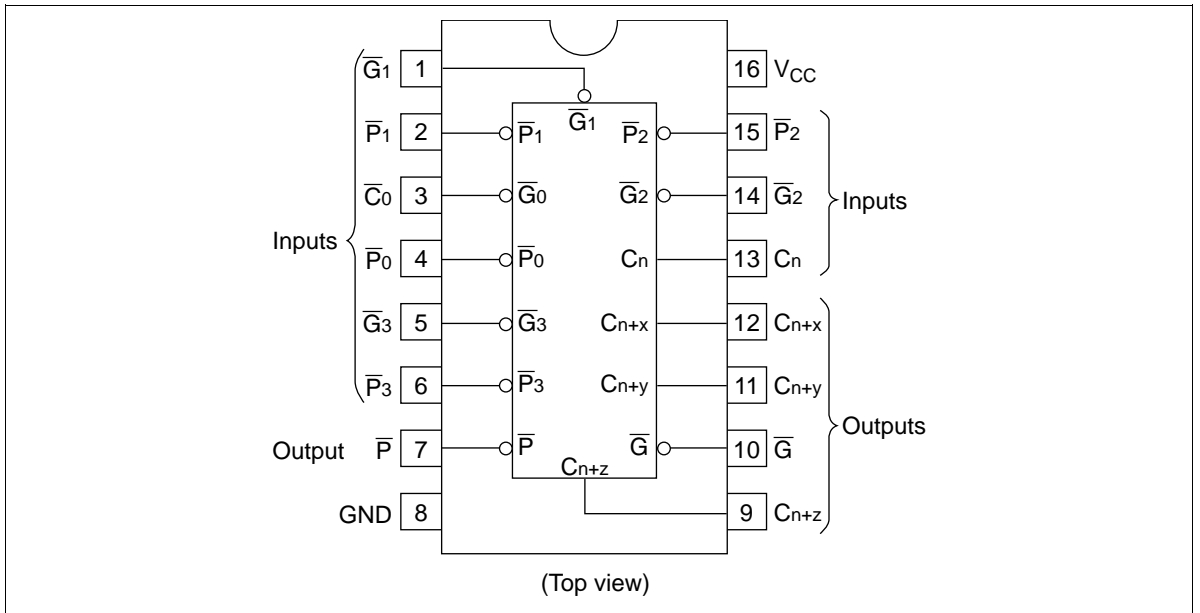 G̅1 1 16 VCC
G̅1
P̅1 2 P̅1 P̅2 15 P̅2
C̅0 3 G̅0 G̅2 14 G̅2 Inputs
Inputs P̅0 4 P̅0 Cn 13 Cn
G̅3 5 G̅3 Cn+x 12 Cn+x
P̅3 6 P̅3 Cn+y 11 Cn+y
Outputs
Output P̅ 7 P̅ G̅ 10 G̅
Cn+z
GND 8 9 Cn+z
(Top view)